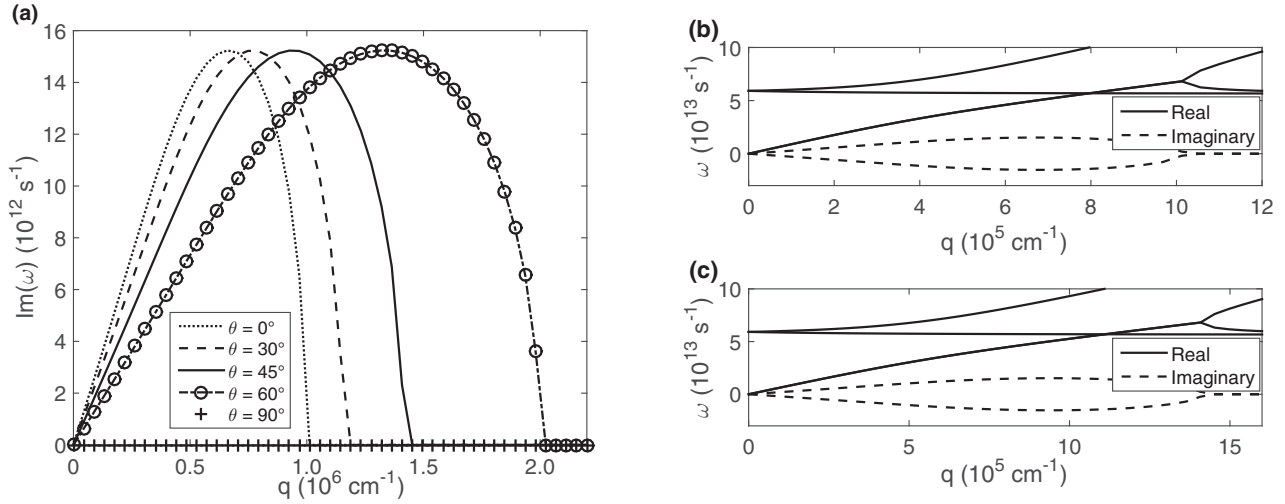 (a)
16
14
12
10
8
6
4
2
0
Im(ω) (10¹² s⁻¹)
θ = 0°
θ = 30°
θ = 45°
θ = 60°
θ = 90°
0 0.5 1.0 1.5 2.0
q (10⁶ cm⁻¹)
(b)
10
5
0
ω (10¹³ s⁻¹)
Real
Imaginary
0 2 4 6 8 10 12
q (10⁵ cm⁻¹)
(c)
10
5
0
ω (10¹³ s⁻¹)
Real
Imaginary
5 10 15
q (10⁵ cm⁻¹)